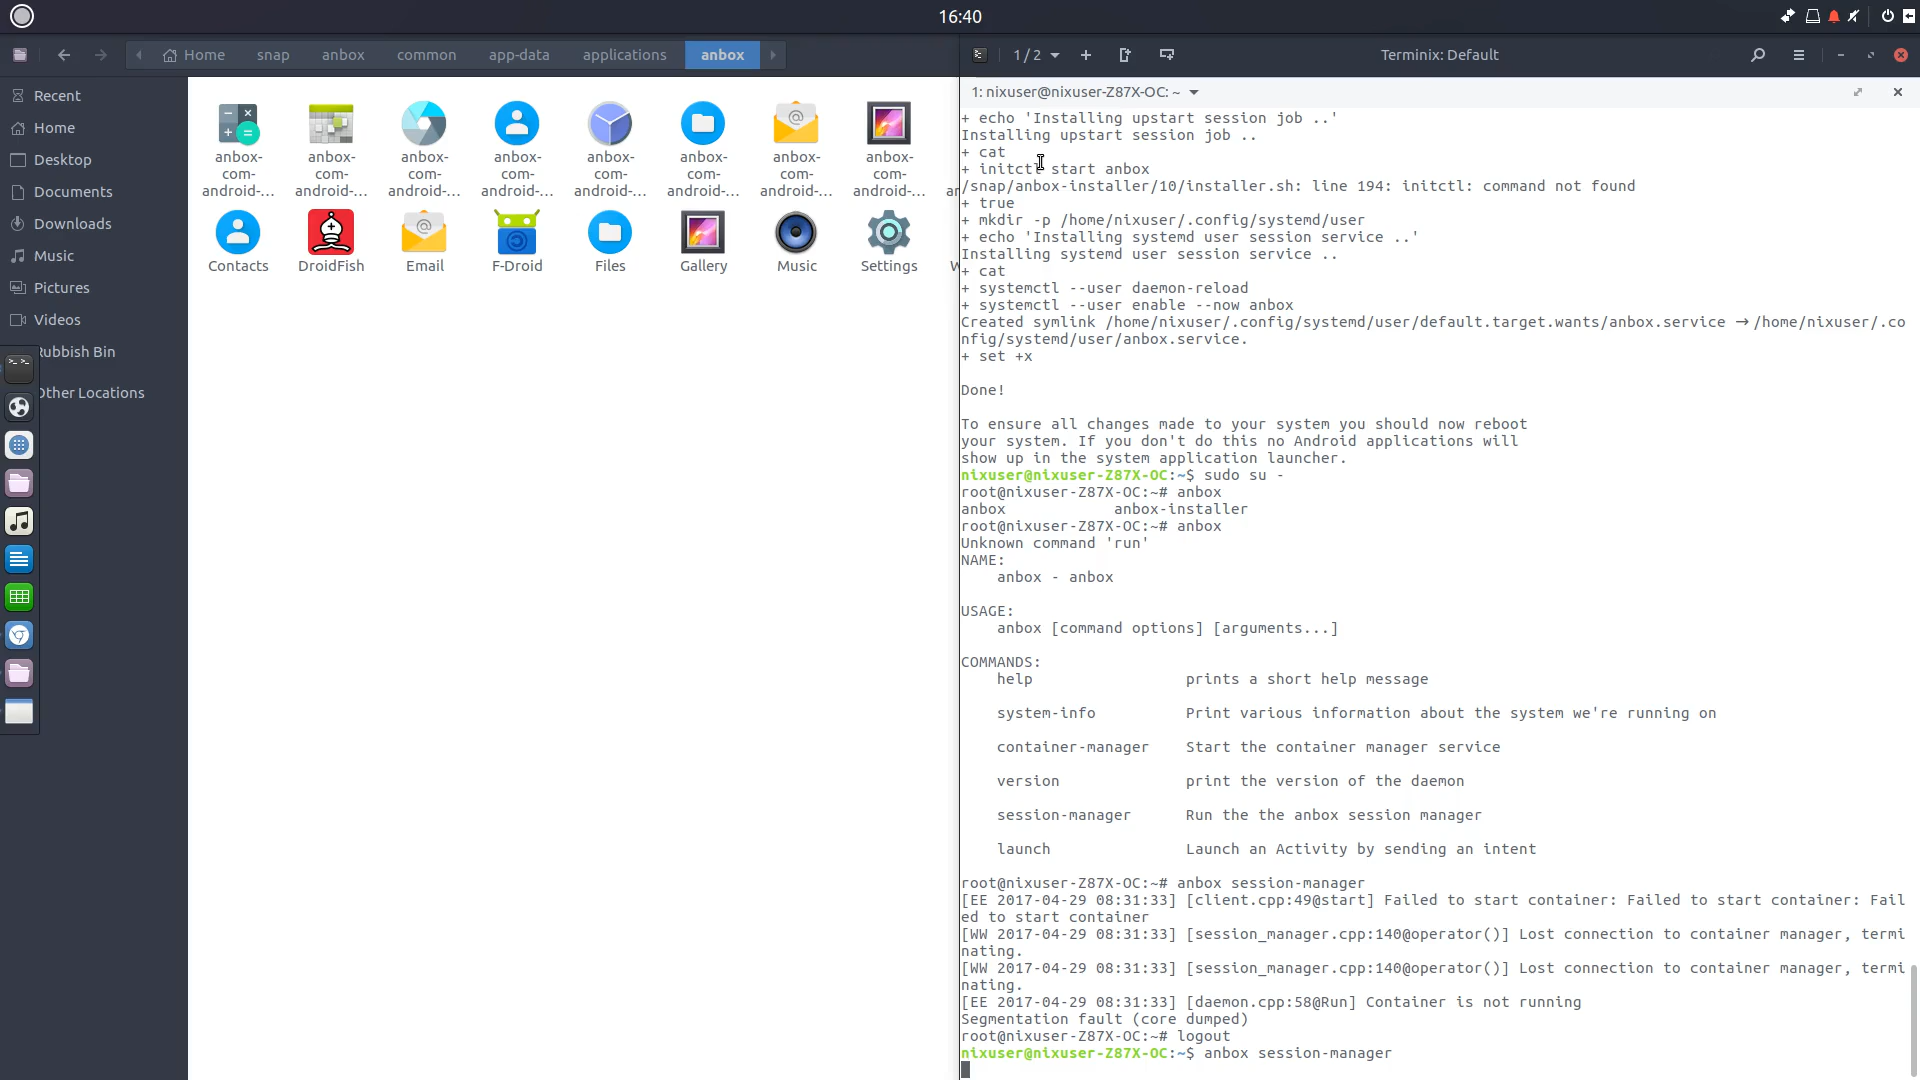 16:40
Home snap anbox common app-data applications anbox
1 / 2
Terminix: Default
Recent
Home
Desktop
Documents
Downloads
Music
Pictures
Videos
Rubbish Bin
Other Locations
anbox-com-android-...
anbox-com-android-...
anbox-com-android-...
anbox-com-android-...
anbox-com-android-...
anbox-com-android-...
anbox-com-android-...
anbox-com-android-...
Contacts
DroidFish
Email
F-Droid
Files
Gallery
Music
Settings
1: nixuser@nixuser-Z87X-OC: ~
+ echo 'Installing upstart session job ..'
Installing upstart session job ..
+ cat
+ initctl start anbox
/snap/anbox-installer/10/installer.sh: line 194: initctl: command not found
+ true
+ mkdir -p /home/nixuser/.config/systemd/user
+ echo 'Installing systemd user session service ..'
Installing systemd user session service ..
+ cat
+ systemctl --user daemon-reload
+ systemctl --user enable --now anbox
Created symlink /home/nixuser/.config/systemd/user/default.target.wants/anbox.service → /home/nixuser/.co
nfig/systemd/user/anbox.service.
+ set +x
Done!
To ensure all changes made to your system you should now reboot
your system. If you don't do this no Android applications will
show up in the system application launcher.
nixuser@nixuser-Z87X-OC:~$ sudo su -
root@nixuser-Z87X-OC:~# anbox
anbox            anbox-installer
root@nixuser-Z87X-OC:~# anbox
Unknown command 'run'
NAME:
    anbox - anbox
USAGE:
    anbox [command options] [arguments...]
COMMANDS:
    help                 prints a short help message
    system-info          Print various information about the system we're running on
    container-manager    Start the container manager service
    version              print the version of the daemon
    session-manager      Run the the anbox session manager
    launch               Launch an Activity by sending an intent
root@nixuser-Z87X-OC:~# anbox session-manager
[EE 2017-04-29 08:31:33] [client.cpp:49@start] Failed to start container: Failed to start container: Fail
ed to start container
[WW 2017-04-29 08:31:33] [session_manager.cpp:140@operator()] Lost connection to container manager, termi
nating.
[WW 2017-04-29 08:31:33] [session_manager.cpp:140@operator()] Lost connection to container manager, termi
nating.
[EE 2017-04-29 08:31:33] [daemon.cpp:58@Run] Container is not running
Segmentation fault (core dumped)
root@nixuser-Z87X-OC:~# logout
nixuser@nixuser-Z87X-OC:~$ anbox session-manager